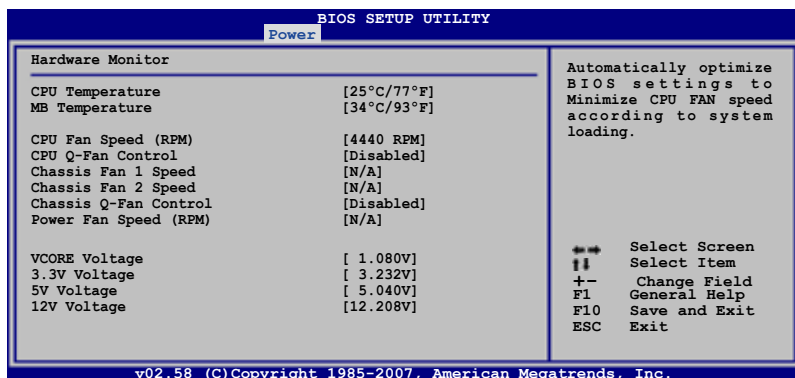 BIOS SETUP UTILITY
Power
Hardware Monitor
CPU Temperature [25°C/77°F]
MB Temperature [34°C/93°F]
CPU Fan Speed (RPM) [4440 RPM]
CPU Q-Fan Control [Disabled]
Chassis Fan 1 Speed [N/A]
Chassis Fan 2 Speed [N/A]
Chassis Q-Fan Control [Disabled]
Power Fan Speed (RPM) [N/A]
VCORE Voltage [ 1.080V]
3.3V Voltage [ 3.232V]
5V Voltage [ 5.040V]
12V Voltage [12.208V]
Automatically optimize
BIOS settings to
Minimize CPU FAN speed
according to system
loading.
←→ Select Screen
↑↓ Select Item
+- Change Field
F1 General Help
F10 Save and Exit
ESC Exit
v02.58 (C)Copyright 1985-2007, American Megatrends, Inc.